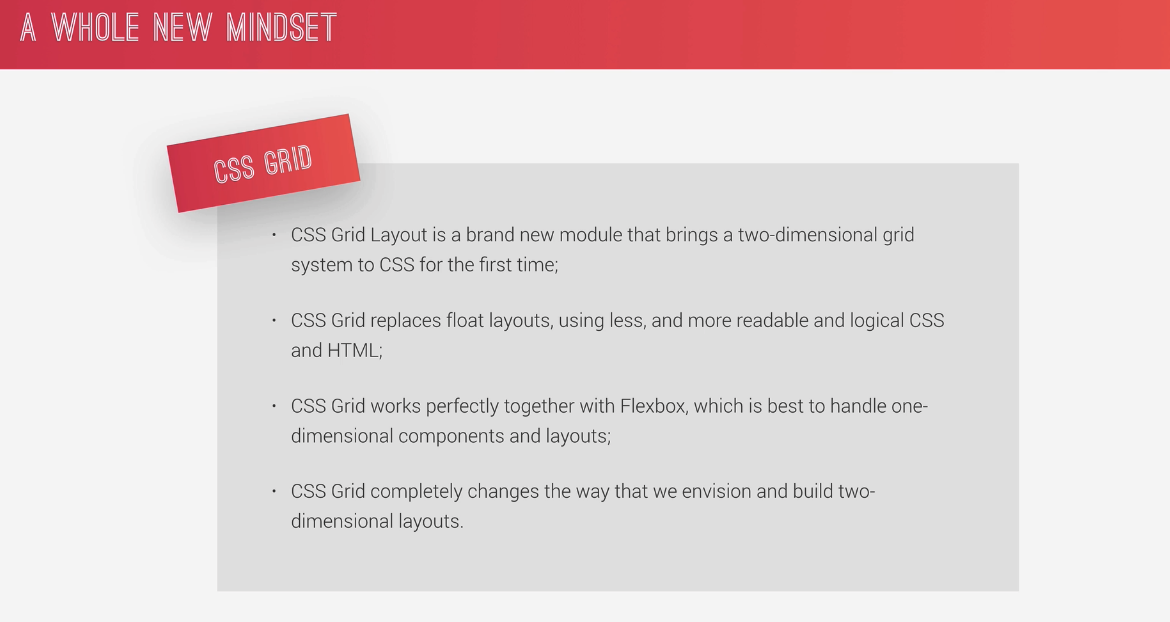 A WHOLE NEW MINDSET
CSS GRID
• CSS Grid Layout is a brand new module that brings a two-dimensional grid
system to CSS for the first time;
• CSS Grid replaces float layouts, using less, and more readable and logical CSS
and HTML;
• CSS Grid works perfectly together with Flexbox, which is best to handle one-
dimensional components and layouts;
• CSS Grid completely changes the way that we envision and build two-
dimensional layouts.